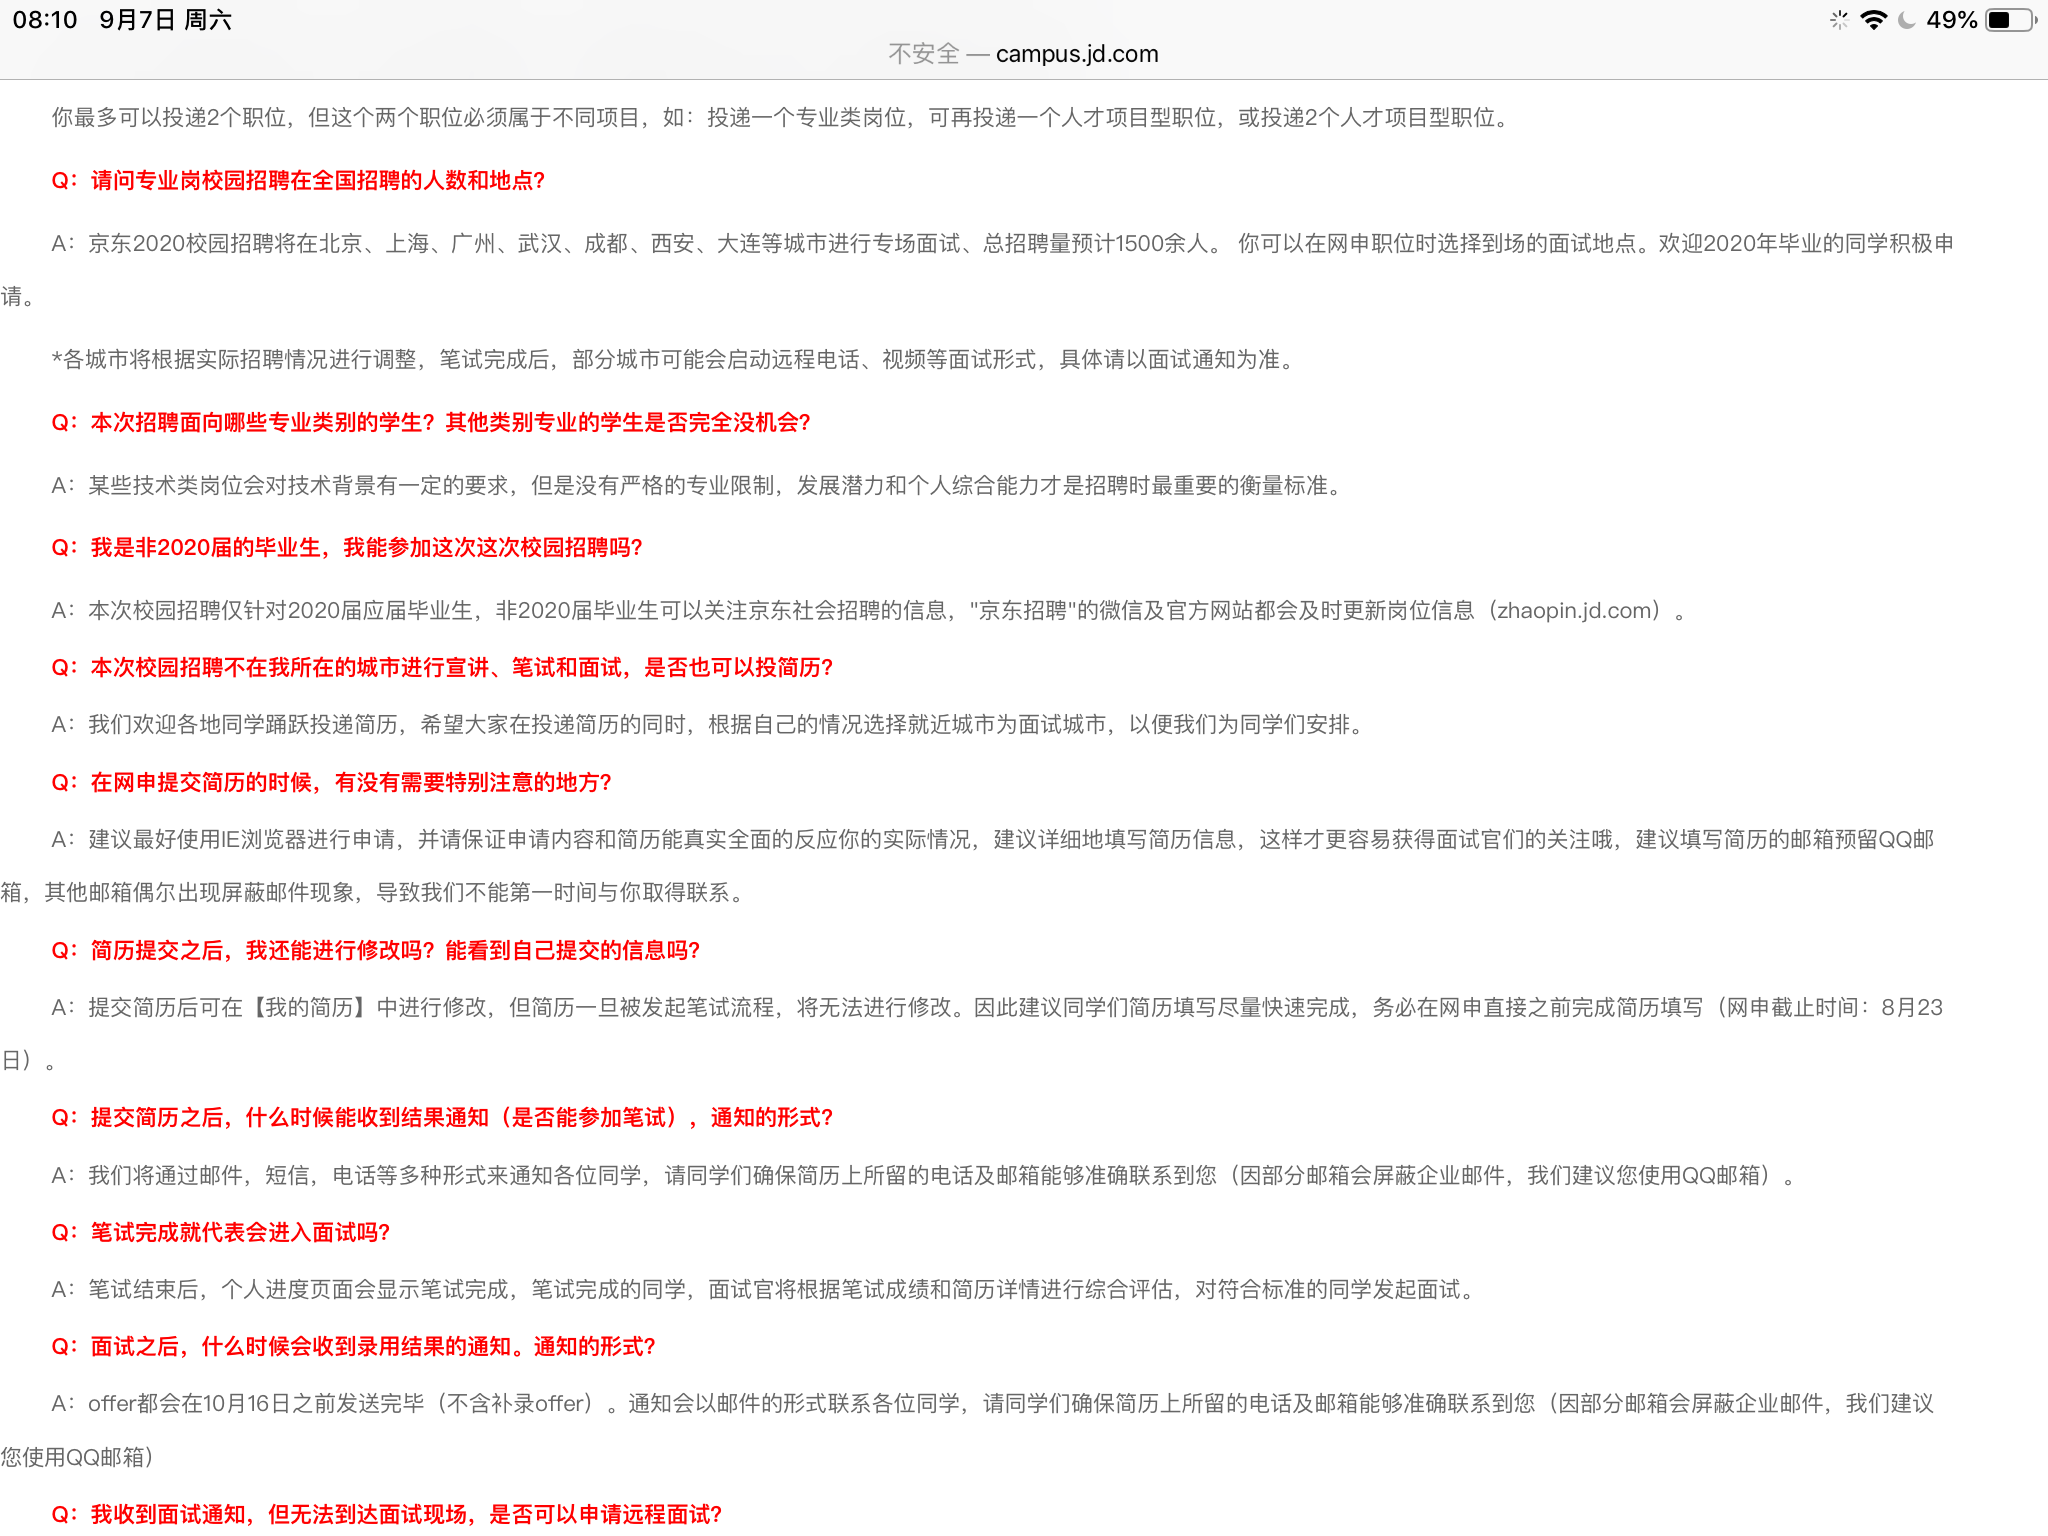 08:10 9月7日 周六
49%
不安全 — campus.jd.com
你最多可以投递2个职位，但这个两个职位必须属于不同项目，如：投递一个专业类岗位，可再投递一个人才项目型职位，或投递2个人才项目型职位。
Q：请问专业岗校园招聘在全国招聘的人数和地点？
A：京东2020校园招聘将在北京、上海、广州、武汉、成都、西安、大连等城市进行专场面试、总招聘量预计1500余人。 你可以在网申职位时选择到场的面试地点。欢迎2020年毕业的同学积极申
请。
*各城市将根据实际招聘情况进行调整，笔试完成后，部分城市可能会启动远程电话、视频等面试形式，具体请以面试通知为准。
Q：本次招聘面向哪些专业类别的学生？其他类别专业的学生是否完全没机会？
A：某些技术类岗位会对技术背景有一定的要求，但是没有严格的专业限制，发展潜力和个人综合能力才是招聘时最重要的衡量标准。
Q：我是非2020届的毕业生，我能参加这次这次校园招聘吗？
A：本次校园招聘仅针对2020届应届毕业生，非2020届毕业生可以关注京东社会招聘的信息，"京东招聘"的微信及官方网站都会及时更新岗位信息（zhaopin.jd.com）。
Q：本次校园招聘不在我所在的城市进行宣讲、笔试和面试，是否也可以投简历？
A：我们欢迎各地同学踊跃投递简历，希望大家在投递简历的同时，根据自己的情况选择就近城市为面试城市，以便我们为同学们安排。
Q：在网申提交简历的时候，有没有需要特别注意的地方？
A：建议最好使用IE浏览器进行申请，并请保证申请内容和简历能真实全面的反应你的实际情况，建议详细地填写简历信息，这样才更容易获得面试官们的关注哦，建议填写简历的邮箱预留QQ邮
箱，其他邮箱偶尔出现屏蔽邮件现象，导致我们不能第一时间与你取得联系。
Q：简历提交之后，我还能进行修改吗？能看到自己提交的信息吗？
A：提交简历后可在【我的简历】中进行修改，但简历一旦被发起笔试流程，将无法进行修改。因此建议同学们简历填写尽量快速完成，务必在网申直接之前完成简历填写（网申截止时间：8月23
日）。
Q：提交简历之后，什么时候能收到结果通知（是否能参加笔试），通知的形式？
A：我们将通过邮件，短信，电话等多种形式来通知各位同学，请同学们确保简历上所留的电话及邮箱能够准确联系到您（因部分邮箱会屏蔽企业邮件，我们建议您使用QQ邮箱）。
Q：笔试完成就代表会进入面试吗？
A：笔试结束后，个人进度页面会显示笔试完成，笔试完成的同学，面试官将根据笔试成绩和简历详情进行综合评估，对符合标准的同学发起面试。
Q：面试之后，什么时候会收到录用结果的通知。通知的形式？
A：offer都会在10月16日之前发送完毕（不含补录offer）。通知会以邮件的形式联系各位同学，请同学们确保简历上所留的电话及邮箱能够准确联系到您（因部分邮箱会屏蔽企业邮件，我们建议
您使用QQ邮箱）
Q：我收到面试通知，但无法到达面试现场，是否可以申请远程面试？